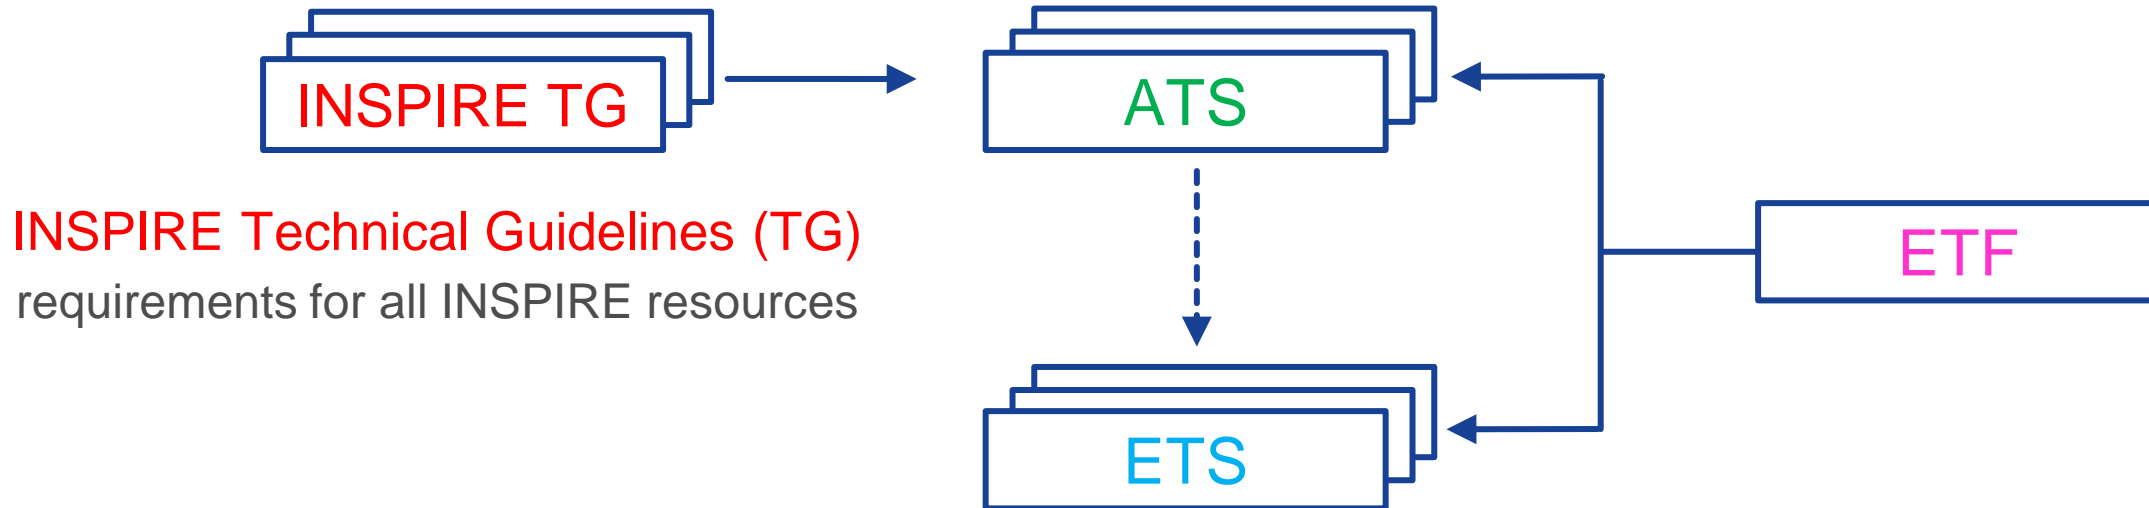 INSPIRE TG
ATS
INSPIRE Technical Guidelines (TG)
requirements for all INSPIRE resources
ETF
ETS